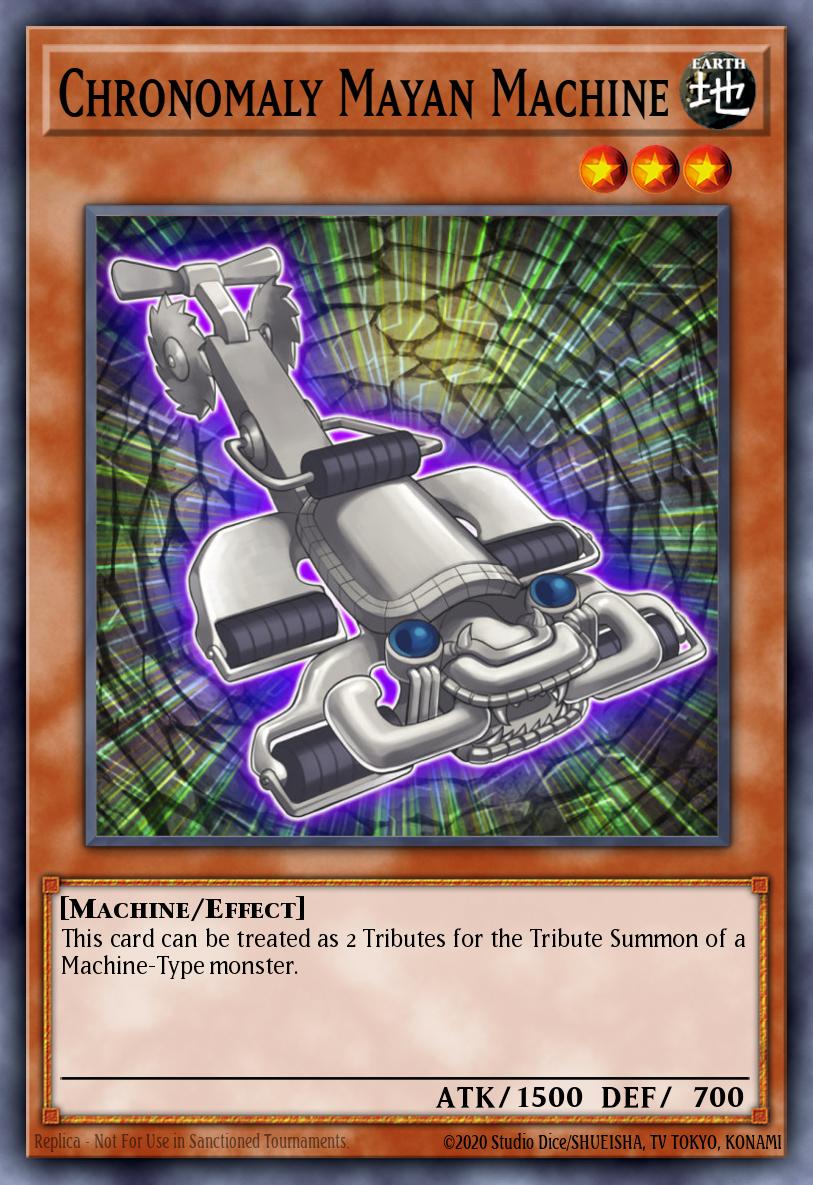 Chronomaly Mayan Machine
EARTH
地
[Machine/Effect]
This card can be treated as 2 Tributes for the Tribute Summon of a
Machine-Type monster.
ATK/1500 DEF/ 700
Replica - Not For Use in Sanctioned Tournaments.
©2020 Studio Dice/SHUEISHA, TV TOKYO, KONAMI